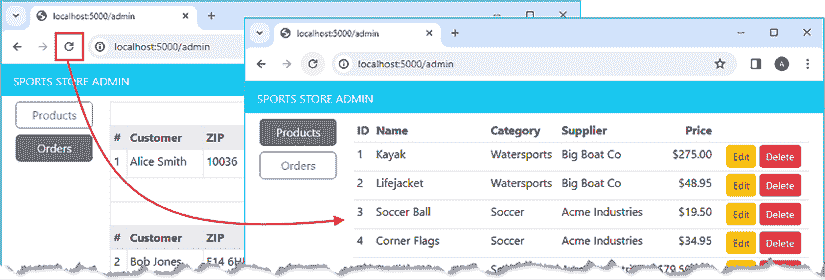 localhost:5000/admin
localhost:5000/admin
SPORTS STORE ADMIN
Products
Orders
# Customer ZIP
1 Alice Smith 10036
# Customer ZIP
2 Bob Jones
localhost:5000/admin
localhost:5000/admin
A
SPORTS STORE ADMIN
Products
Orders
ID Name Category Supplier Price
1 Kayak Watersports Big Boat Co $275.00 Edit Delete
2 Lifejacket Watersports Big Boat Co $48.95 Edit Delete
3 Soccer Ball Soccer Acme Industries $19.50 Edit Delete
4 Corner Flags Soccer Acme Industries $34.95 Edit Delete